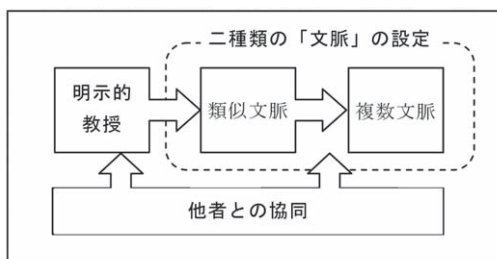 二種類の「文脈」の設定
明示的
教授
類似文脈
複数文脈
他者との協同